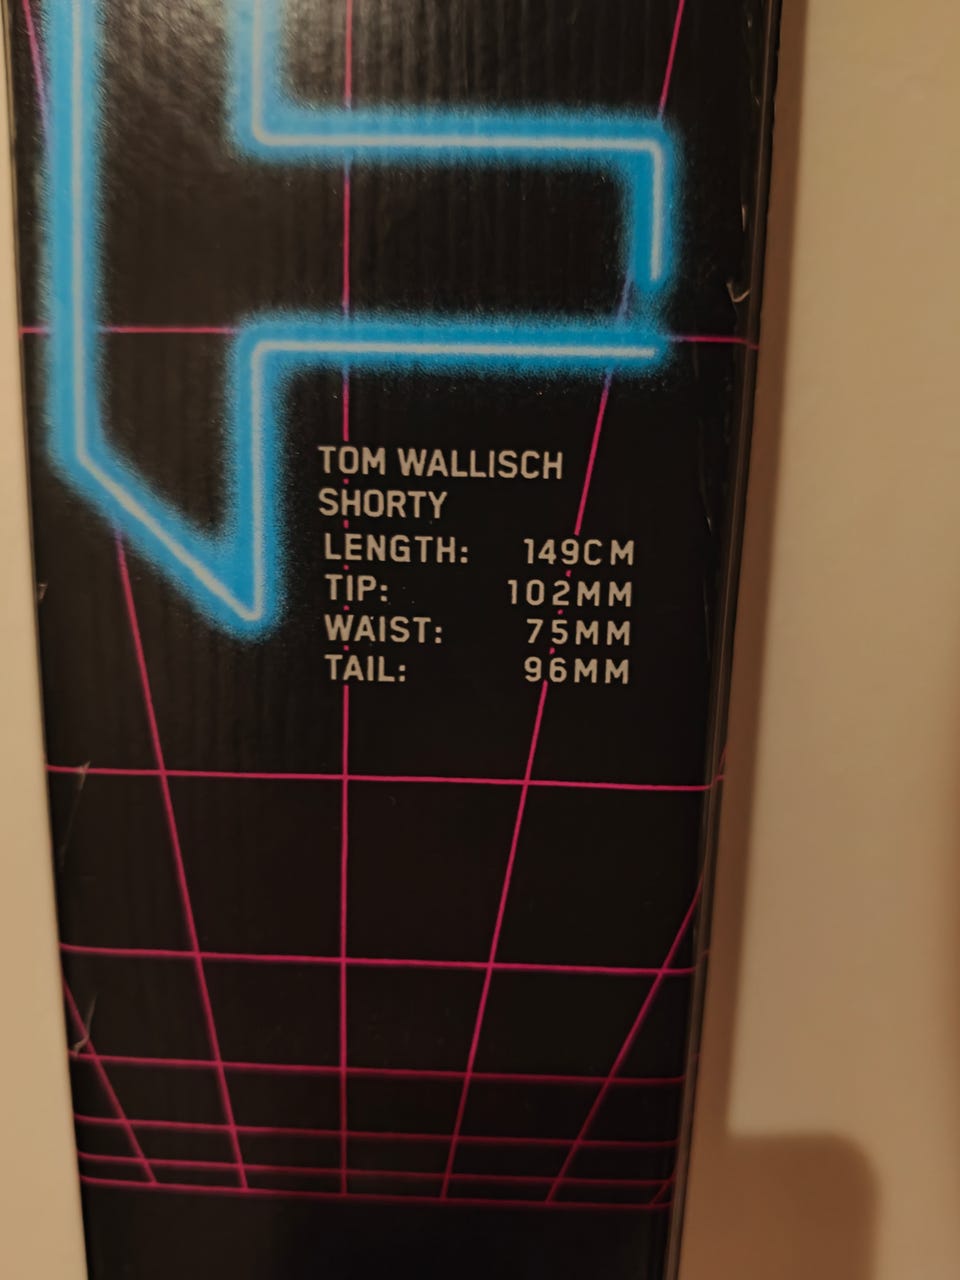 TOM WALLISCH
SHORTY
LENGTH: 149CM
TIP: 102MM
WAIST: 75MM
TAIL: 96MM